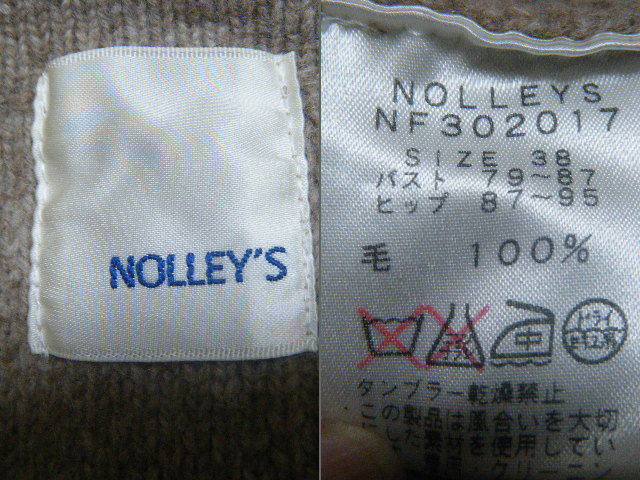 NOLLEY'S
NOLLEYS
NF302017
SIZE 38
バスト 79～87
ヒップ 87～95
毛 100%
中
ドライ
タンブラー乾燥禁止
この製品は風合いを大切